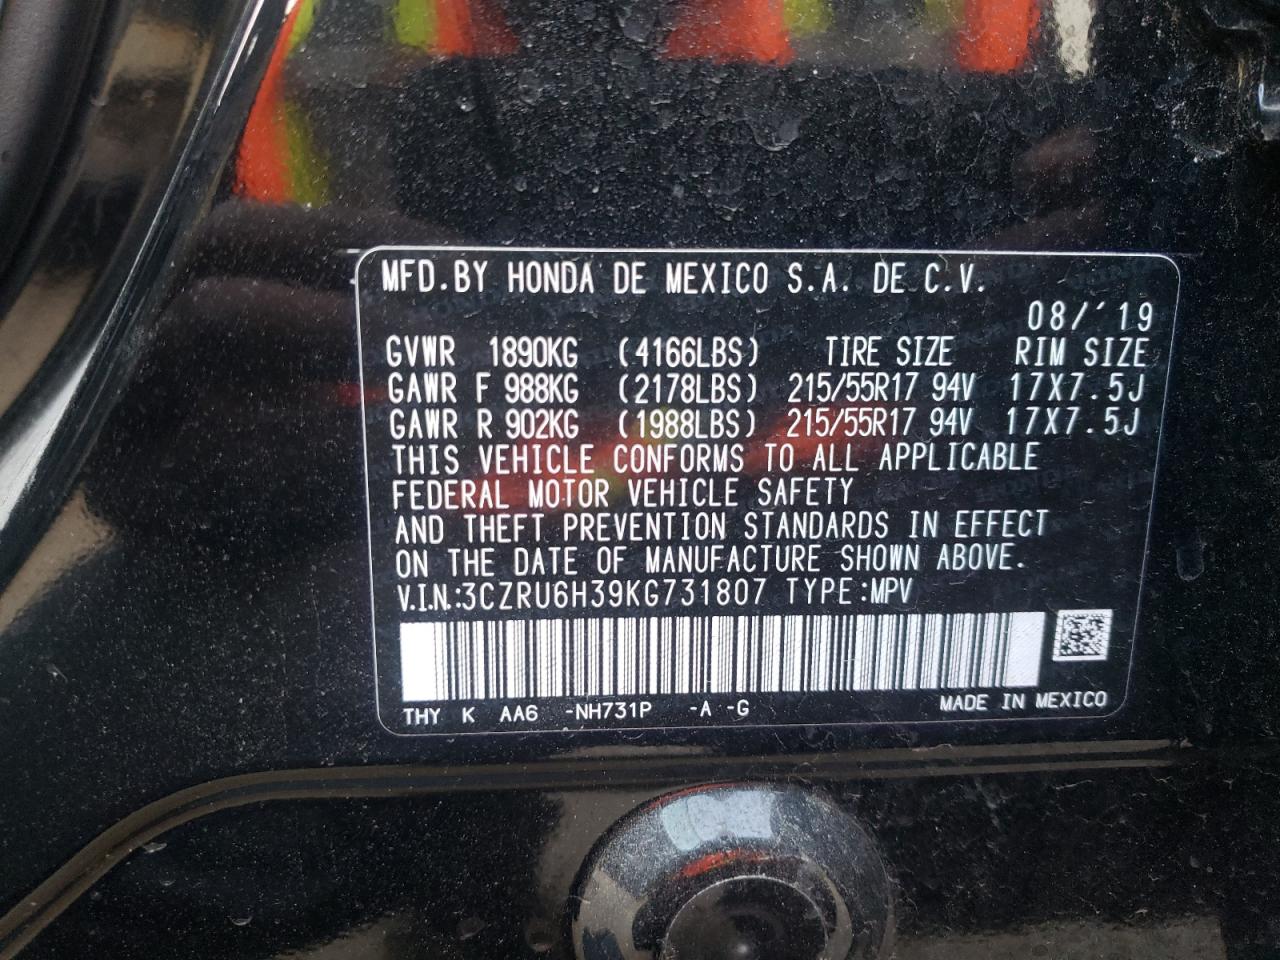 MFD.BY HONDA DE MEXICO S.A. DE C.V.
08/'19
GVWR 1890KG (4166LBS) TIRE SIZE RIM SIZE
GAWR F 988KG (2178LBS) 215/55R17 94V 17X7.5J
GAWR R 902KG (1988LBS) 215/55R17 94V 17X7.5J
THIS VEHICLE CONFORMS TO ALL APPLICABLE
FEDERAL MOTOR VEHICLE SAFETY
AND THEFT PREVENTION STANDARDS IN EFFECT
ON THE DATE OF MANUFACTURE SHOWN ABOVE.
V.I.N.:3CZRU6H39KG731807 TYPE:MPV
THY K AA6 -NH731P -A -G MADE IN MEXICO